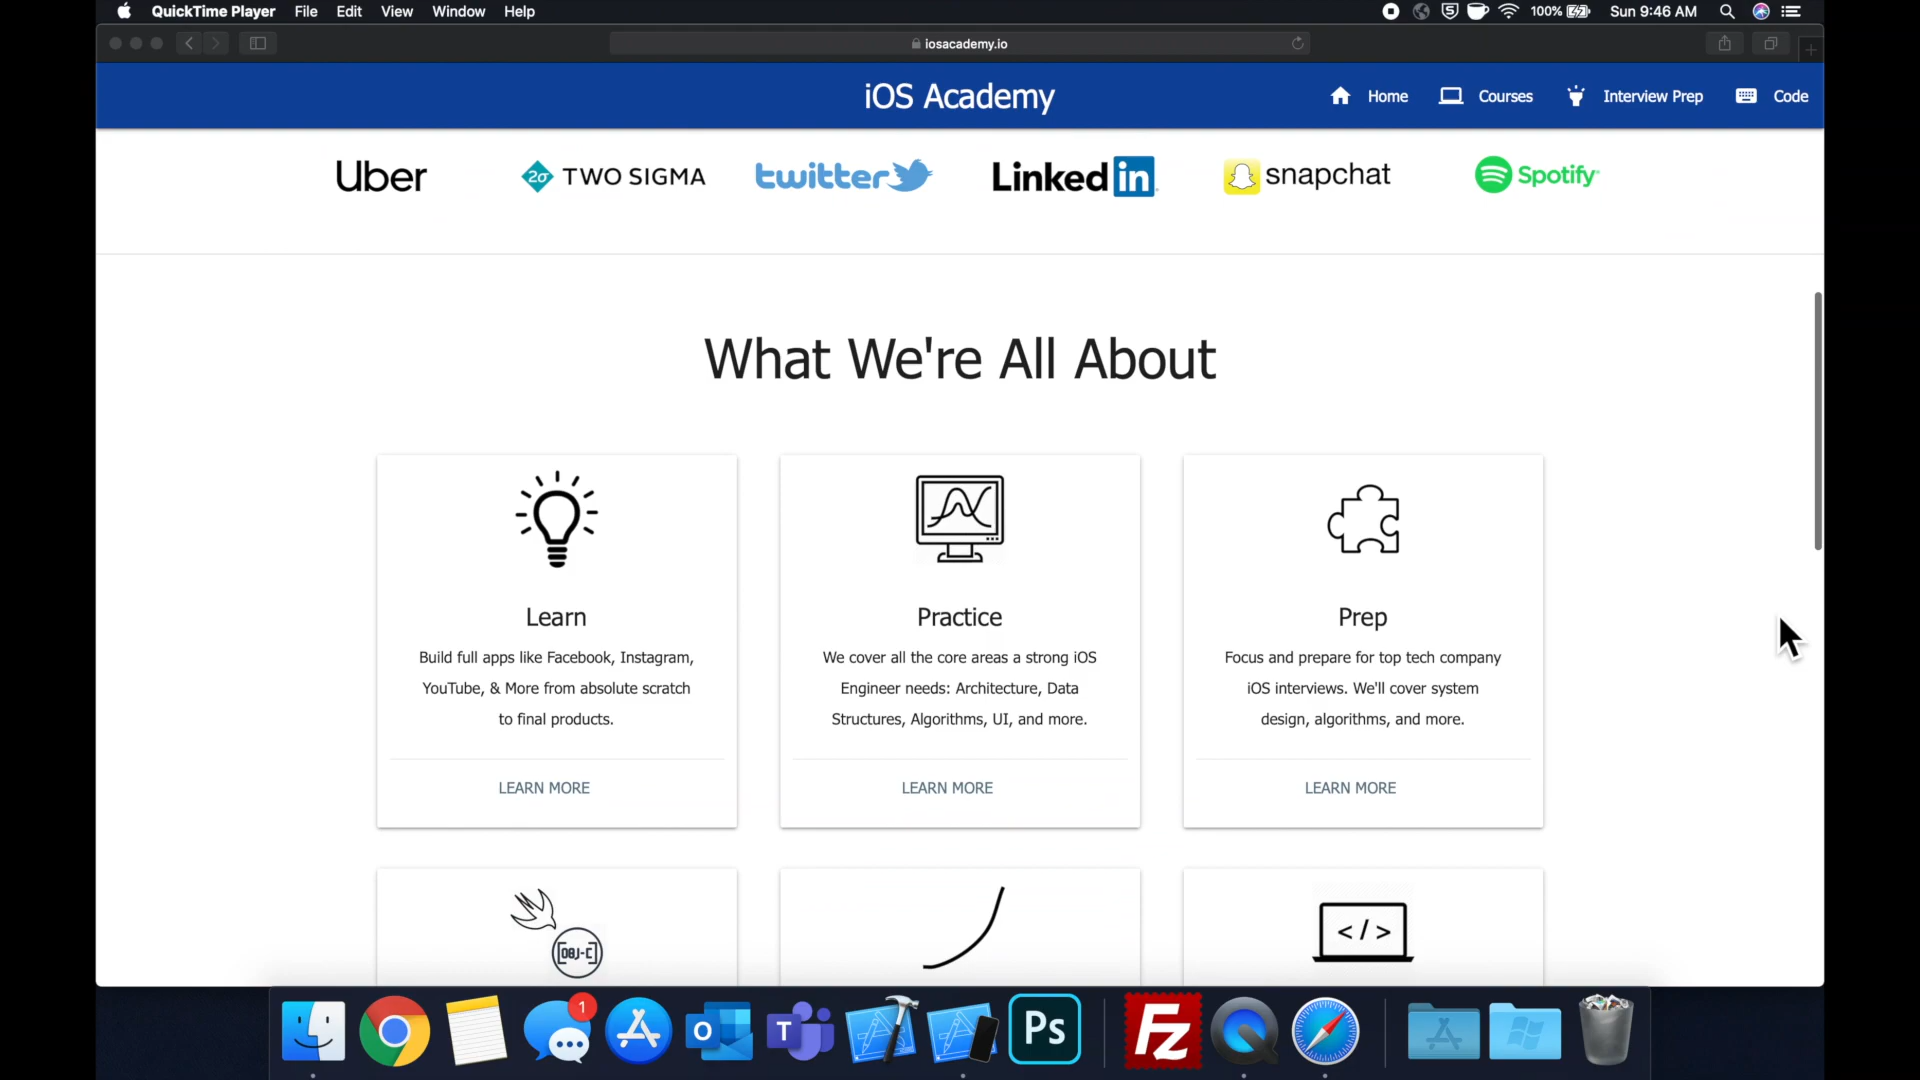 QuickTime Player File Edit View Window Help 100% Sun 9:46 AM
iosacademy.io
iOS Academy Home Courses Interview Prep Code
Uber 2σ TWO SIGMA twitter Linked in snapchat Spotify
What We're All About
Learn
Build full apps like Facebook, Instagram,
YouTube, & More from absolute scratch
to final products.
LEARN MORE
Practice
We cover all the core areas a strong iOS
Engineer needs: Architecture, Data
Structures, Algorithms, UI, and more.
LEARN MORE
Prep
Focus and prepare for top tech company
iOS interviews. We'll cover system
design, algorithms, and more.
LEARN MORE
[OBJ-C]
</>
1
O T Ps Fz